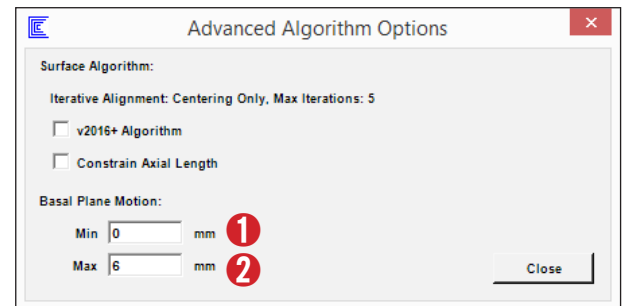 Advanced Algorithm Options
Surface Algorithm:
Iterative Alignment: Centering Only, Max Iterations: 5
v2016+ Algorithm
Constrain Axial Length
Basal Plane Motion:
Min 0 mm 1
Max 6 mm 2
Close